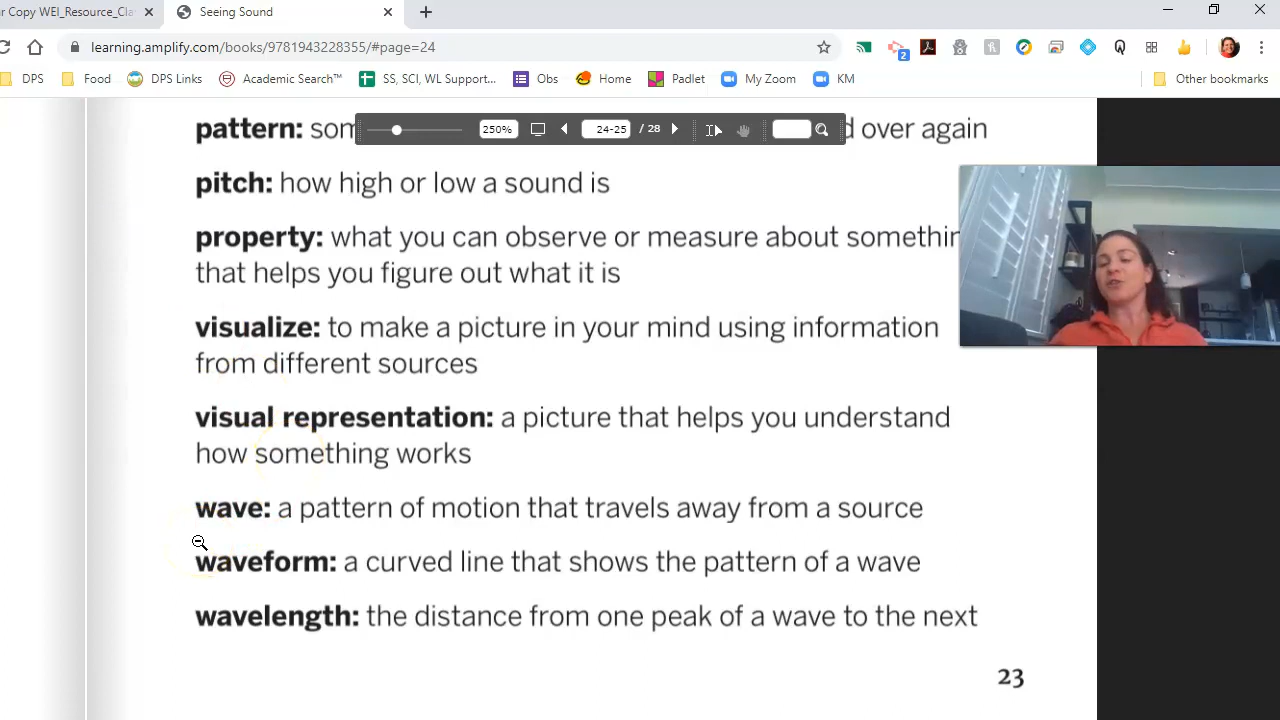 r Copy WEI_Resource_Cla
Seeing Sound
learning.amplify.com/books/9781943228355/#page=24
2
DPS
Food
DPS Links
Academic Search™
SS, SCI, WL Support...
Obs
Home
Padlet
My Zoom
KM
Other bookmarks
250%
24-25 / 28
pattern: som d over again
pitch: how high or low a sound is
property: what you can observe or measure about somethin
that helps you figure out what it is
visualize: to make a picture in your mind using information
from different sources
visual representation: a picture that helps you understand
how something works
wave: a pattern of motion that travels away from a source
waveform: a curved line that shows the pattern of a wave
wavelength: the distance from one peak of a wave to the next
23